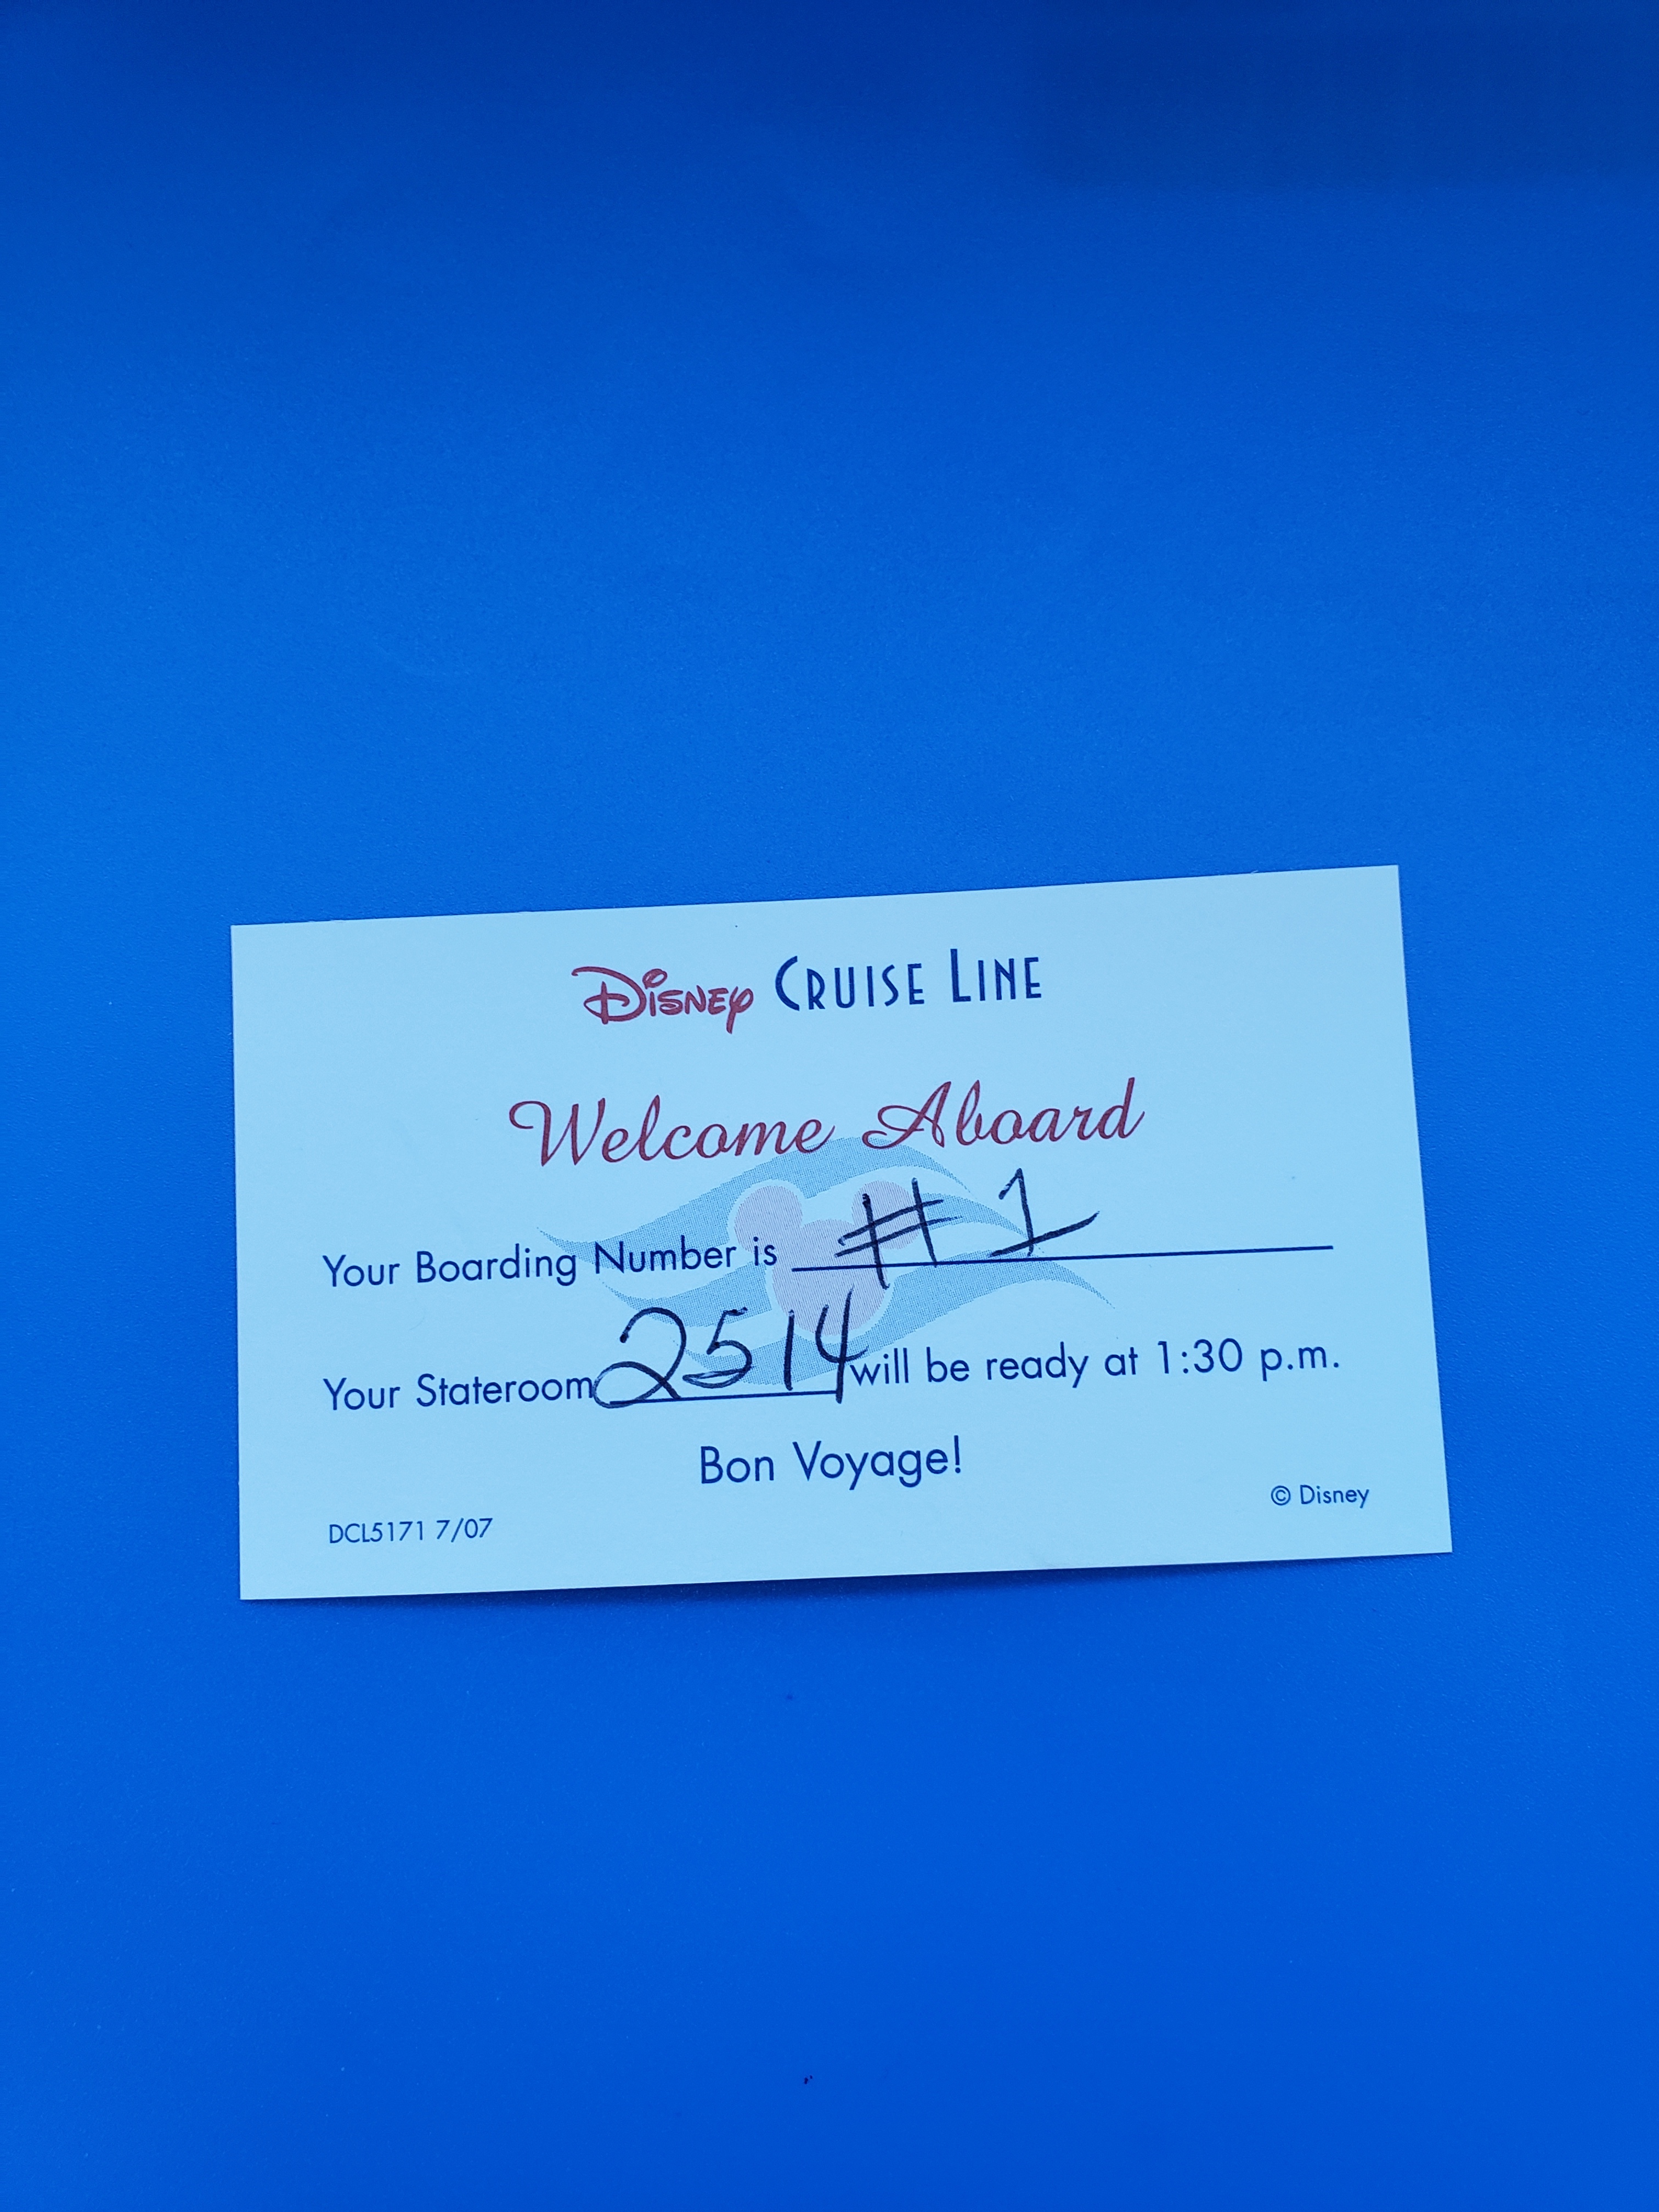 Disney Cruise Line
Welcome Aboard
Your Boarding Number is # 1
Your Stateroom 2514 will be ready at 1:30 p.m.
Bon Voyage!
© Disney
DCL5171 7/07